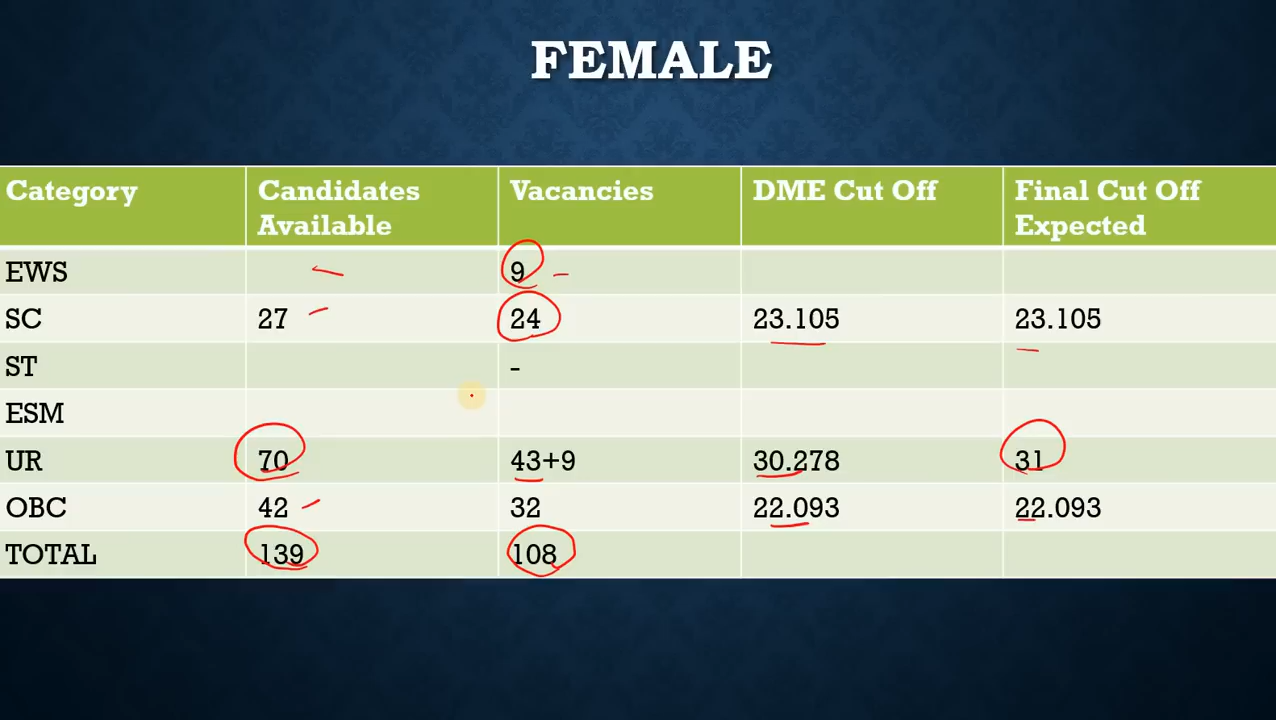 FEMALE
Category Candidates Available Vacancies DME Cut Off Final Cut Off Expected
EWS 9
SC 27 24 23.105 23.105
ST -
ESM
UR 70 43+9 30.278 31
OBC 42 32 22.093 22.093
TOTAL 139 108